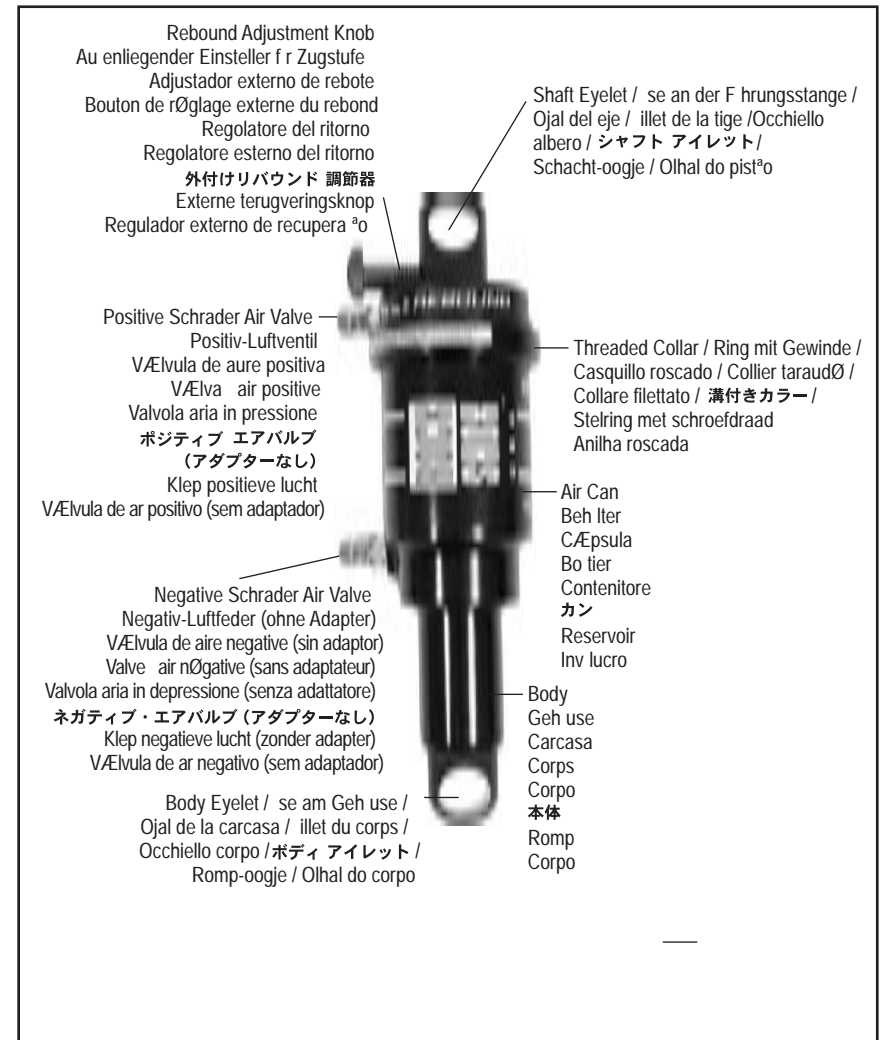 Rebound Adjustment Knob
Au enliegender Einsteller f r Zugstufe
Adjustador externo de rebote
Bouton de rØglage externe du rebond
Regolatore del ritorno
Regolatore esterno del ritorno
外付けリバウンド 調節器
Externe terugveringsknop
Regulador externo de recupera ªo
Shaft Eyelet / se an der F hrungsstange /
Ojal del eje / illet de la tige /Occhiello
albero / シャフト アイレット /
Schacht-oogje / Olhal do pistªo
Positive Schrader Air Valve
Positiv-Luftventil
VÆlvula de aure positiva
VÆlva air positive
Valvola aria in pressione
ポジティブ エアバルブ
(アダプターなし)
Klep positieve lucht
VÆlvula de ar positivo (sem adaptador)
Threaded Collar / Ring mit Gewinde /
Casquillo roscado / Collier taraudØ /
Collare filettato / 溝付きカラー /
Stelring met schroefdraad
Anilha roscada
Air Can
Beh lter
CÆpsula
Bo tier
Contenitore
カン
Reservoir
Inv lucro
Negative Schrader Air Valve
Negativ-Luftfeder (ohne Adapter)
VÆlvula de aire negative (sin adaptor)
Valve air nØgative (sans adaptateur)
Valvola aria in depressione (senza adattatore)
ネガティブ・エアバルブ (アダプターなし)
Klep negatieve lucht (zonder adapter)
VÆlvula de ar negativo (sem adaptador)
Body
Geh use
Carcasa
Corps
Corpo
本体
Romp
Corpo
Body Eyelet / se am Geh use /
Ojal de la carcasa / illet du corps /
Occhiello corpo /ボディ アイレット /
Romp-oogje / Olhal do corpo